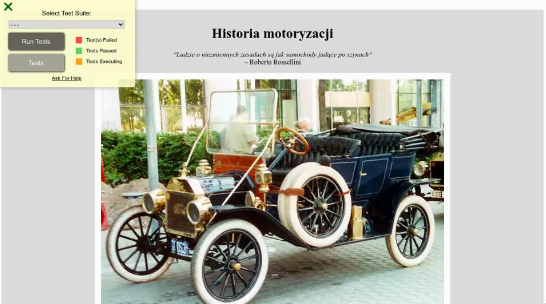 Select Test Suite:
---
Run Tests
Test(s) Failed
Tests Passed
Tests Executing
Tests
Ask For Help
Historia motoryzacji
"Ludzie o niezmiennych zasadach są jak samochody jadące po szynach"
~ Roberto Rossellini